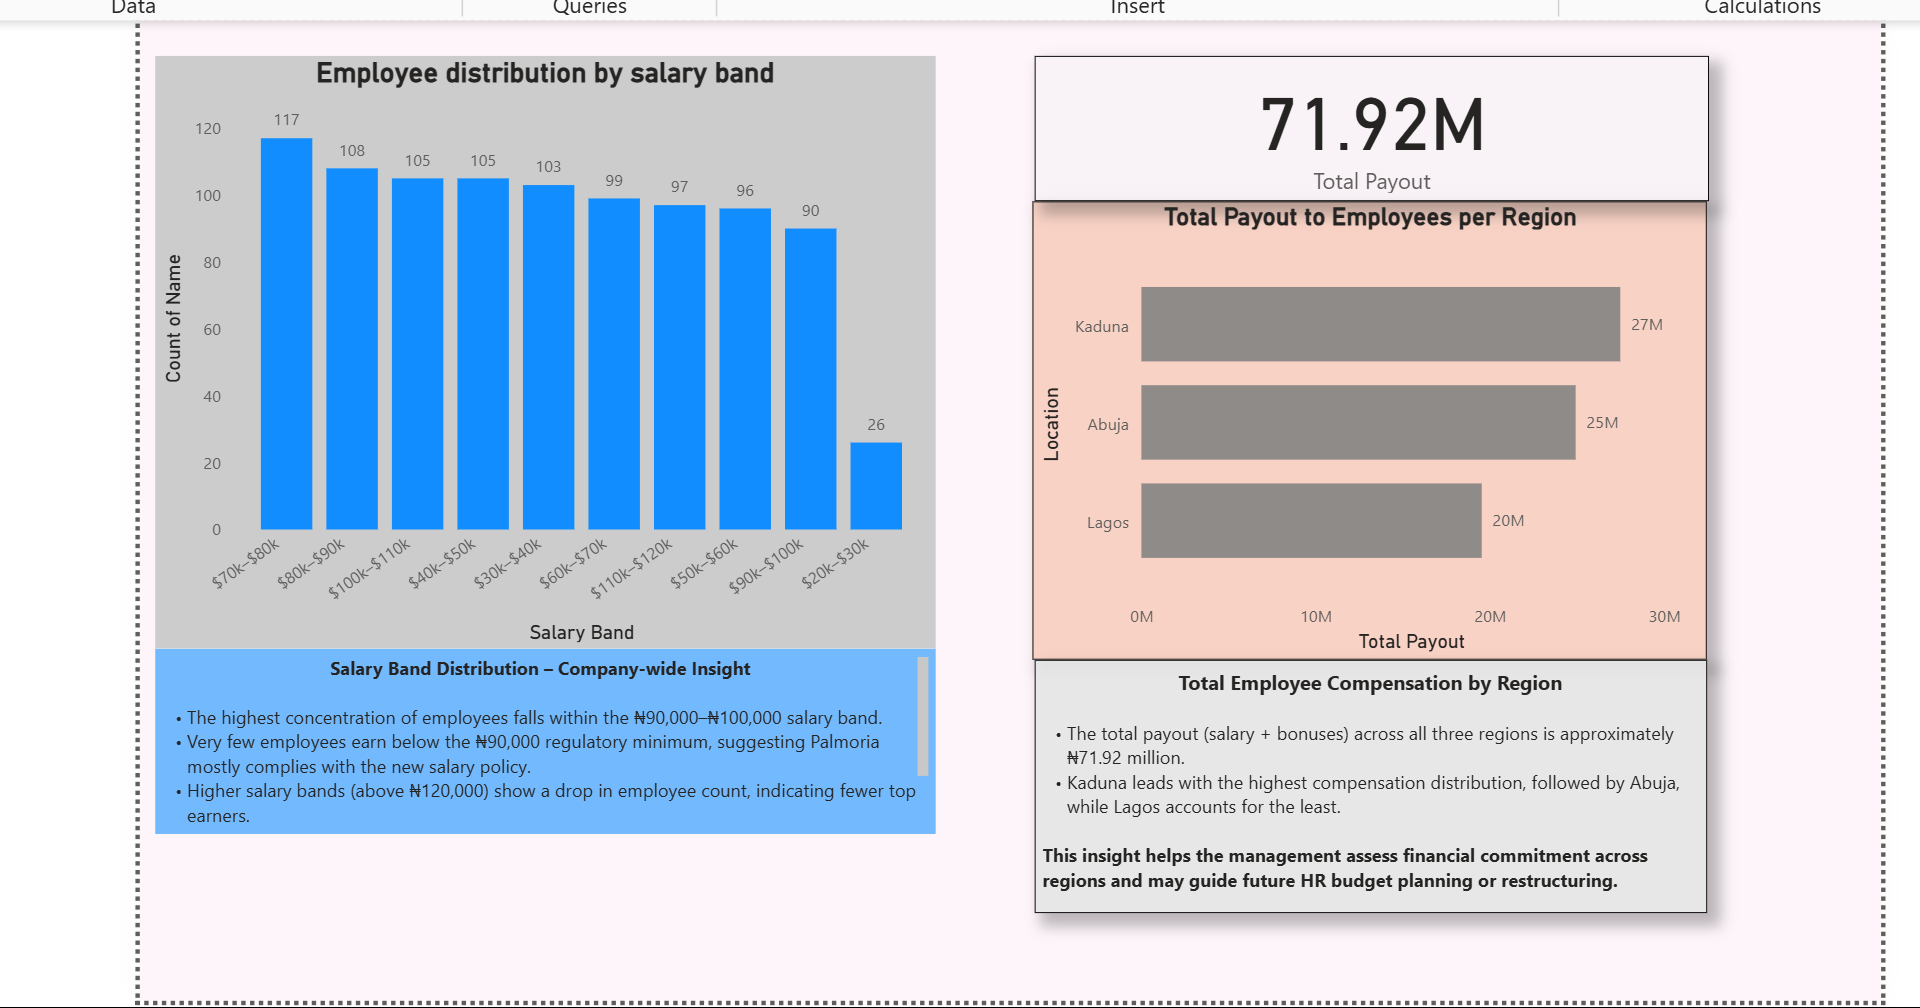 Data
Queries
Insert
Calculations
Employee distribution by salary band
Count of Name
120
100
80
60
40
20
0
117
108
105
105
103
99
97
96
90
26
$70k–$80k
$80k–$90k
$100k–$110k
$40k–$50k
$30k–$40k
$60k–$70k
$110k–$120k
$50k–$60k
$90k–$100k
$20k–$30k
Salary Band
Salary Band Distribution – Company-wide Insight
• The highest concentration of employees falls within the ₦90,000–₦100,000 salary band.
• Very few employees earn below the ₦90,000 regulatory minimum, suggesting Palmoria
mostly complies with the new salary policy.
• Higher salary bands (above ₦120,000) show a drop in employee count, indicating fewer top
earners.
71.92M
Total Payout
Total Payout to Employees per Region
Location
Kaduna
27M
Abuja
25M
Lagos
20M
0M
10M
20M
30M
Total Payout
Total Employee Compensation by Region
• The total payout (salary + bonuses) across all three regions is approximately
₦71.92 million.
• Kaduna leads with the highest compensation distribution, followed by Abuja,
while Lagos accounts for the least.
This insight helps the management assess financial commitment across
regions and may guide future HR budget planning or restructuring.